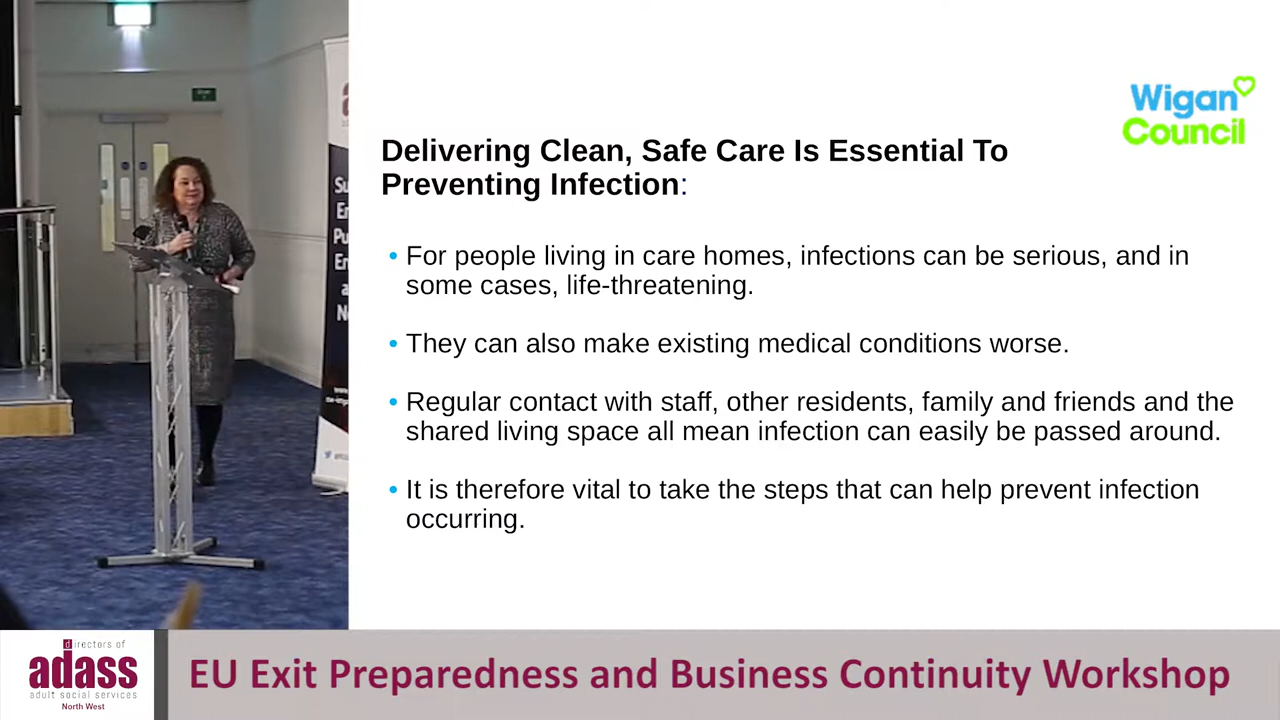 Wigan
Council
Delivering Clean, Safe Care Is Essential To
Preventing Infection:
• For people living in care homes, infections can be serious, and in
some cases, life-threatening.
• They can also make existing medical conditions worse.
• Regular contact with staff, other residents, family and friends and the
shared living space all mean infection can easily be passed around.
• It is therefore vital to take the steps that can help prevent infection
occurring.
directors of
adass
adult social services
North West
EU Exit Preparedness and Business Continuity Workshop